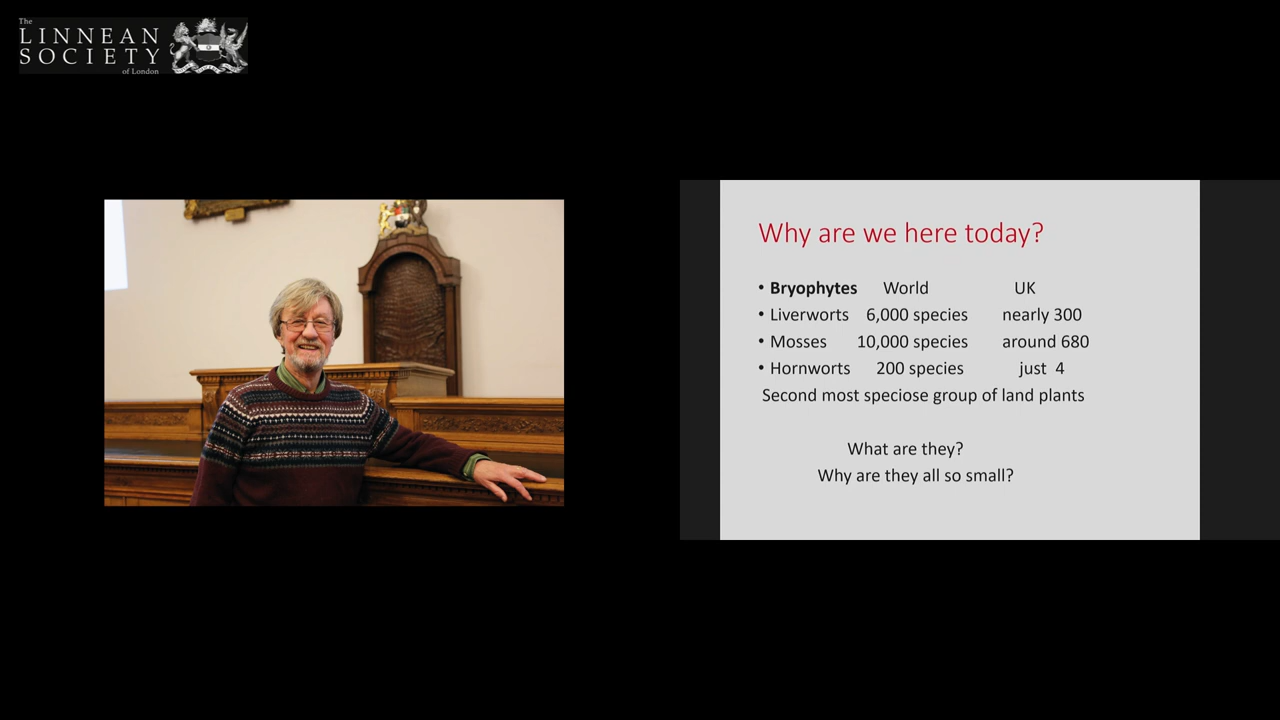 The
LINNEAN
SOCIETY
of London
Why are we here today?
• Bryophytes World UK
• Liverworts 6,000 species nearly 300
• Mosses 10,000 species around 680
• Hornworts 200 species just 4
Second most speciose group of land plants
What are they?
Why are they all so small?